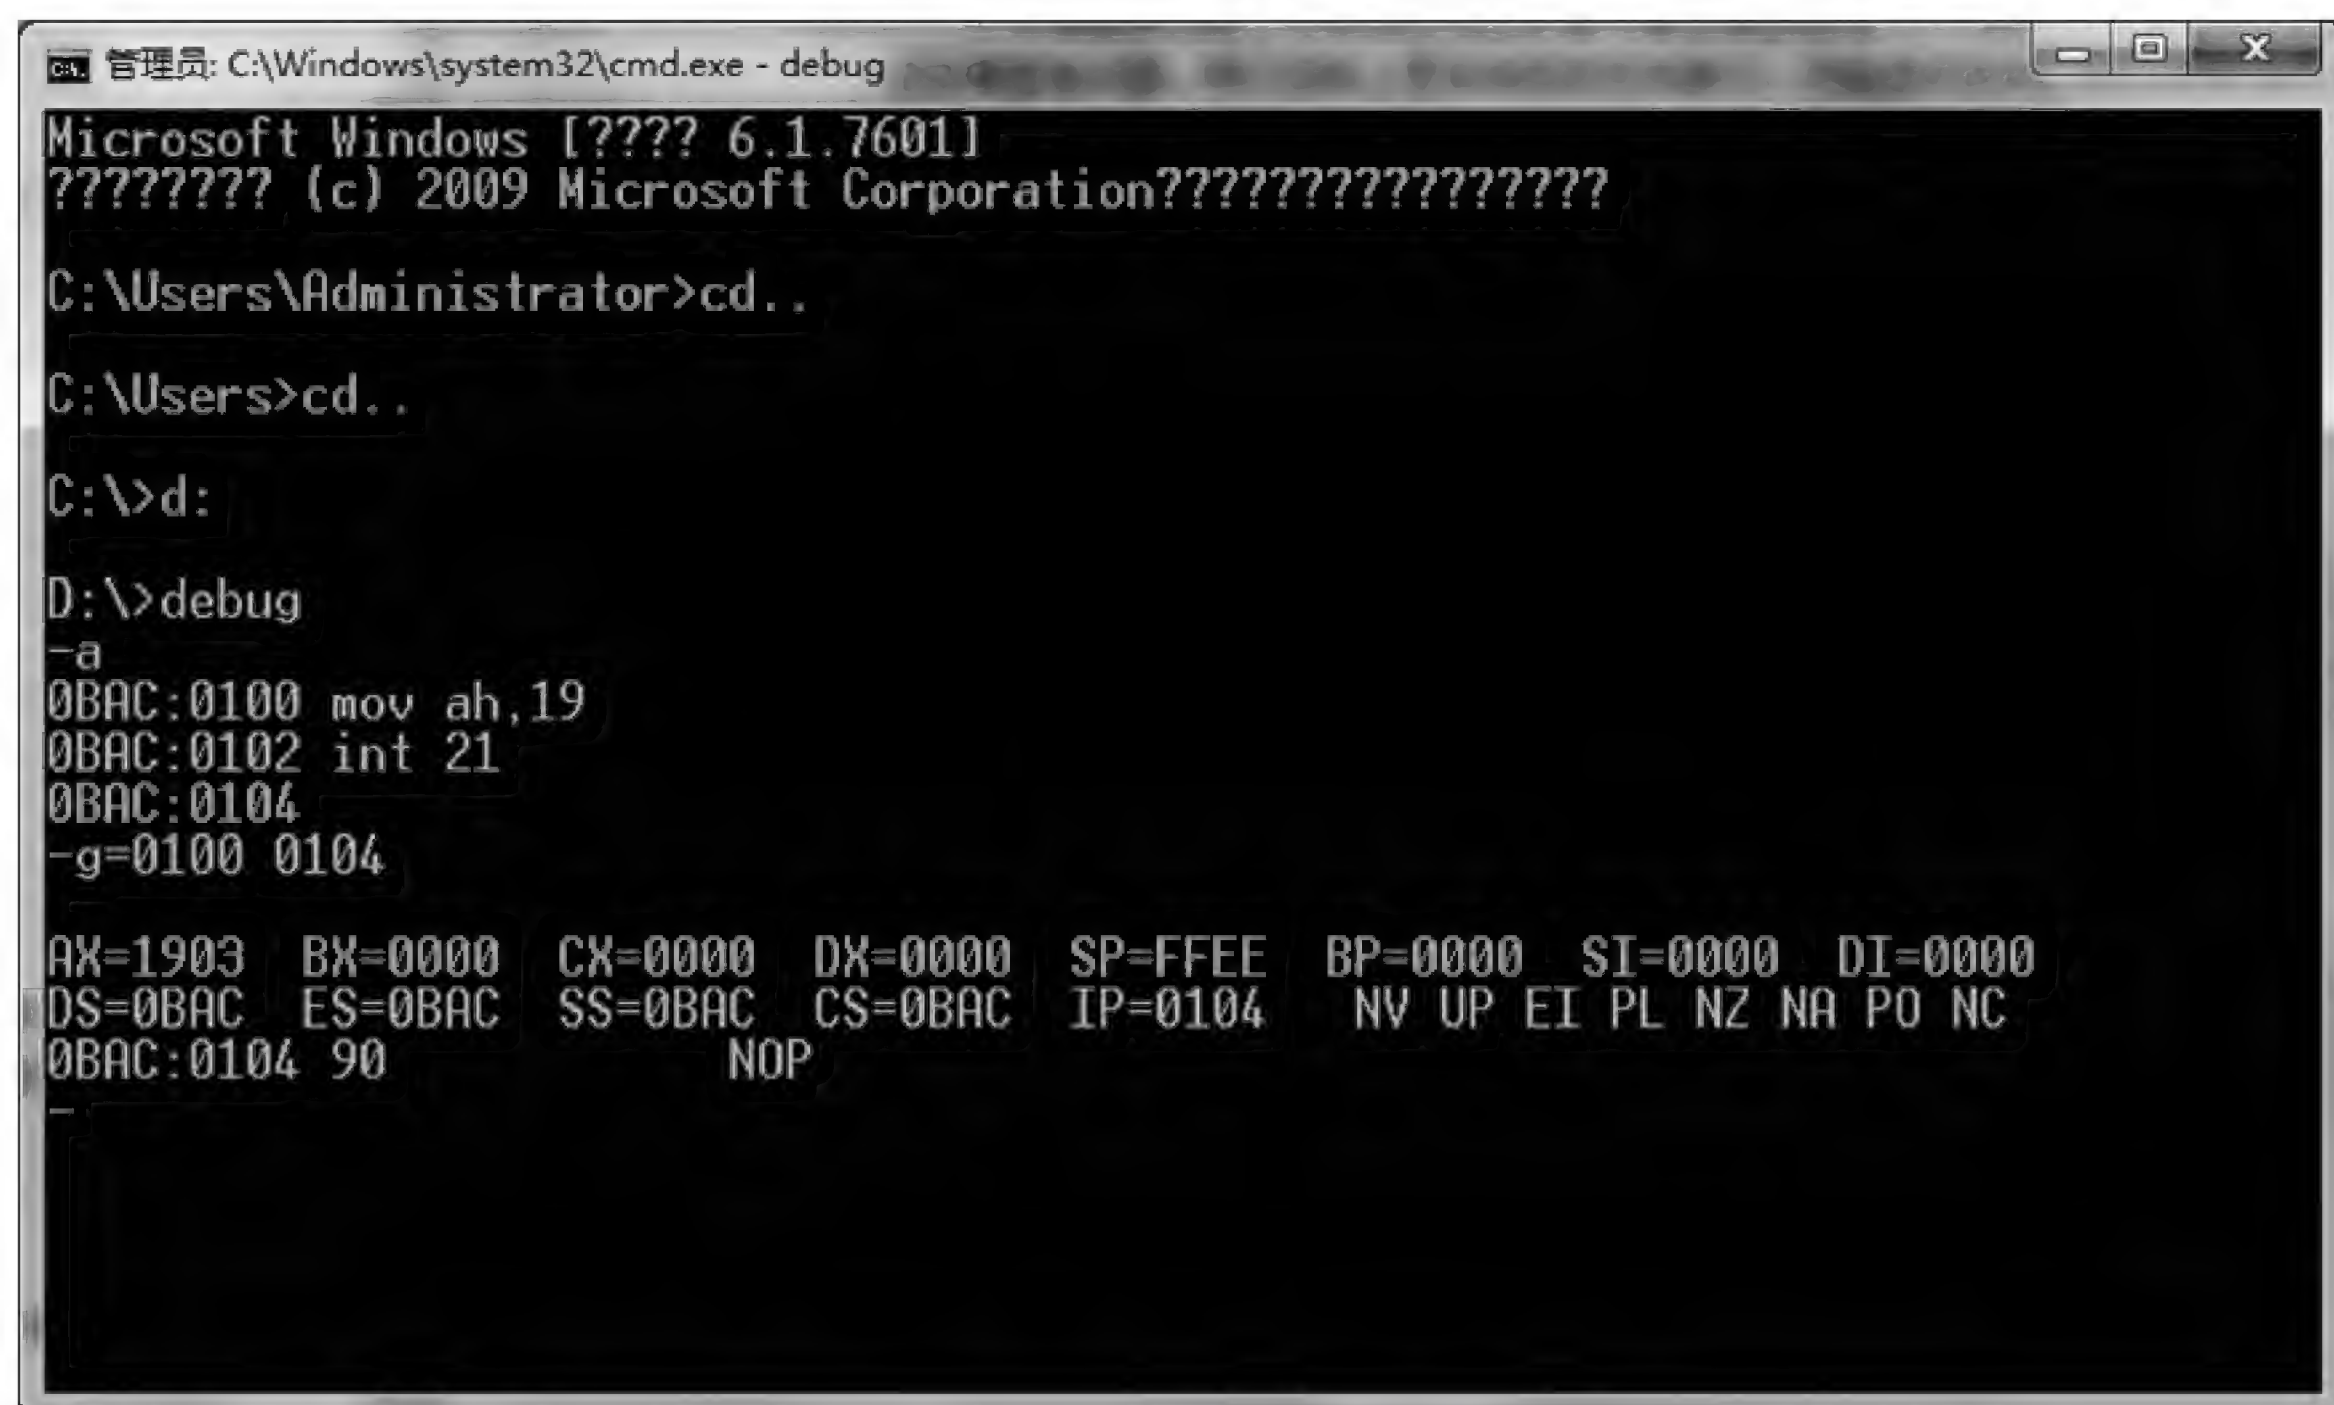 管理员: C:\Windows\system32\cmd.exe - debug
Microsoft Windows [???? 6.1.7601]
???????? (c) 2009 Microsoft Corporation????????????????
C:\Users\Administrator>cd..
C:\Users>cd..
C:\>d:
D:\>debug
-a
0BAC:0100 mov ah,19
0BAC:0102 int 21
0BAC:0104
-g=0100 0104
AX=1903  BX=0000  CX=0000  DX=0000  SP=FFEE  BP=0000  SI=0000  DI=0000
DS=0BAC  ES=0BAC  SS=0BAC  CS=0BAC  IP=0104   NV UP EI PL NZ NA PO NC
0BAC:0104 90            NOP
-